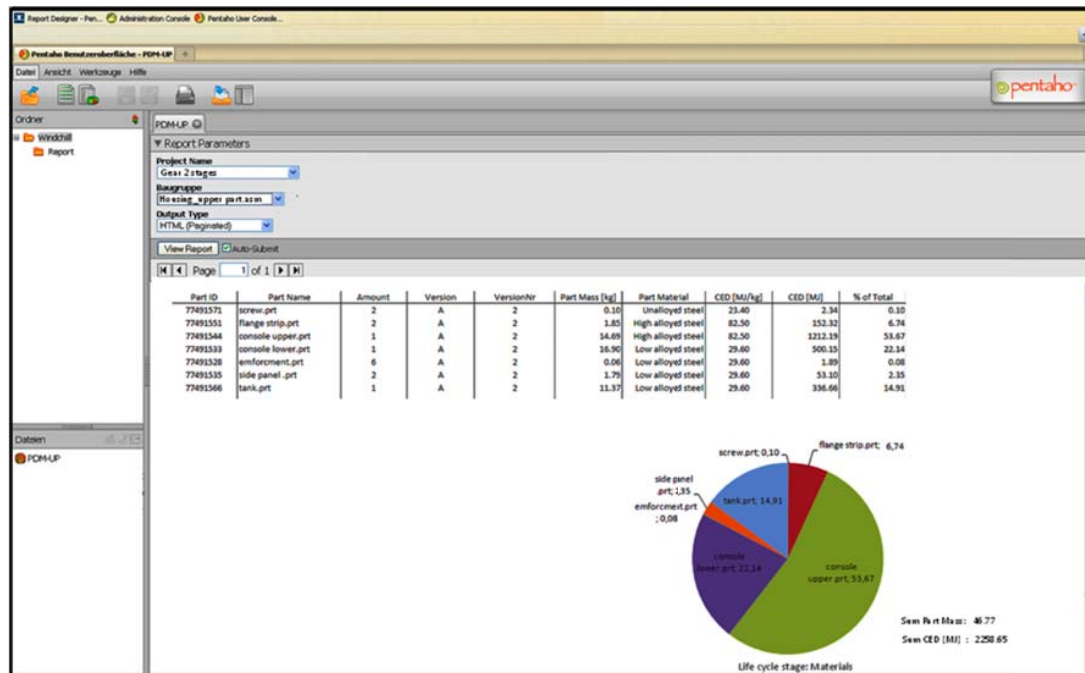 Report Designer - Pen... Administration Console Pentaho User Console...
Pentaho Benutzeroberfläche - PDM-UP +
Datei Ansicht Werkzeuge Hilfe
pentaho
Ordner
Windchill
Report
PDM-UP
Report Parameters
Project Name
Gear 2 stages
Baugruppe
Housing_upper part.asm
Output Type
HTML (Paginated)
View Report Auto-Submit
Page 1 of 1
Part ID Part Name Amount Version VersionNr Part Mass [kg] Part Material CED [MJ/kg] CED [MJ] % of Total
77491571 screw.prt 2 A 2 0.10 Unalloyed steel 23.40 2.34 0.10
77491551 flange strip.prt 2 A 2 1.85 High alloyed steel 82.50 152.32 6.74
77491544 console upper.prt 1 A 2 14.69 High alloyed steel 82.50 1212.19 53.67
77491533 console lower.prt 1 A 2 16.90 Low alloyed steel 29.60 500.15 22.14
77491528 emforcment.prt 6 A 2 0.06 Low alloyed steel 29.60 1.89 0.08
77491535 side panel .prt 2 A 2 1.79 Low alloyed steel 29.60 53.10 2.35
77491566 tank.prt 1 A 2 11.37 Low alloyed steel 29.60 336.66 14.91
Dateien
PDM-UP
screw.prt; 0,10
flange strip.prt; 6,74
side panel
.prt; 2,35
emforcment.prt
; 0,08
tank.prt; 14,91
console
lower.prt; 22,14
console
upper.prt; 53,67
Sum Part Mass: 46.77
Sum CED [MJ] : 2258.65
Life cycle stage: Materials